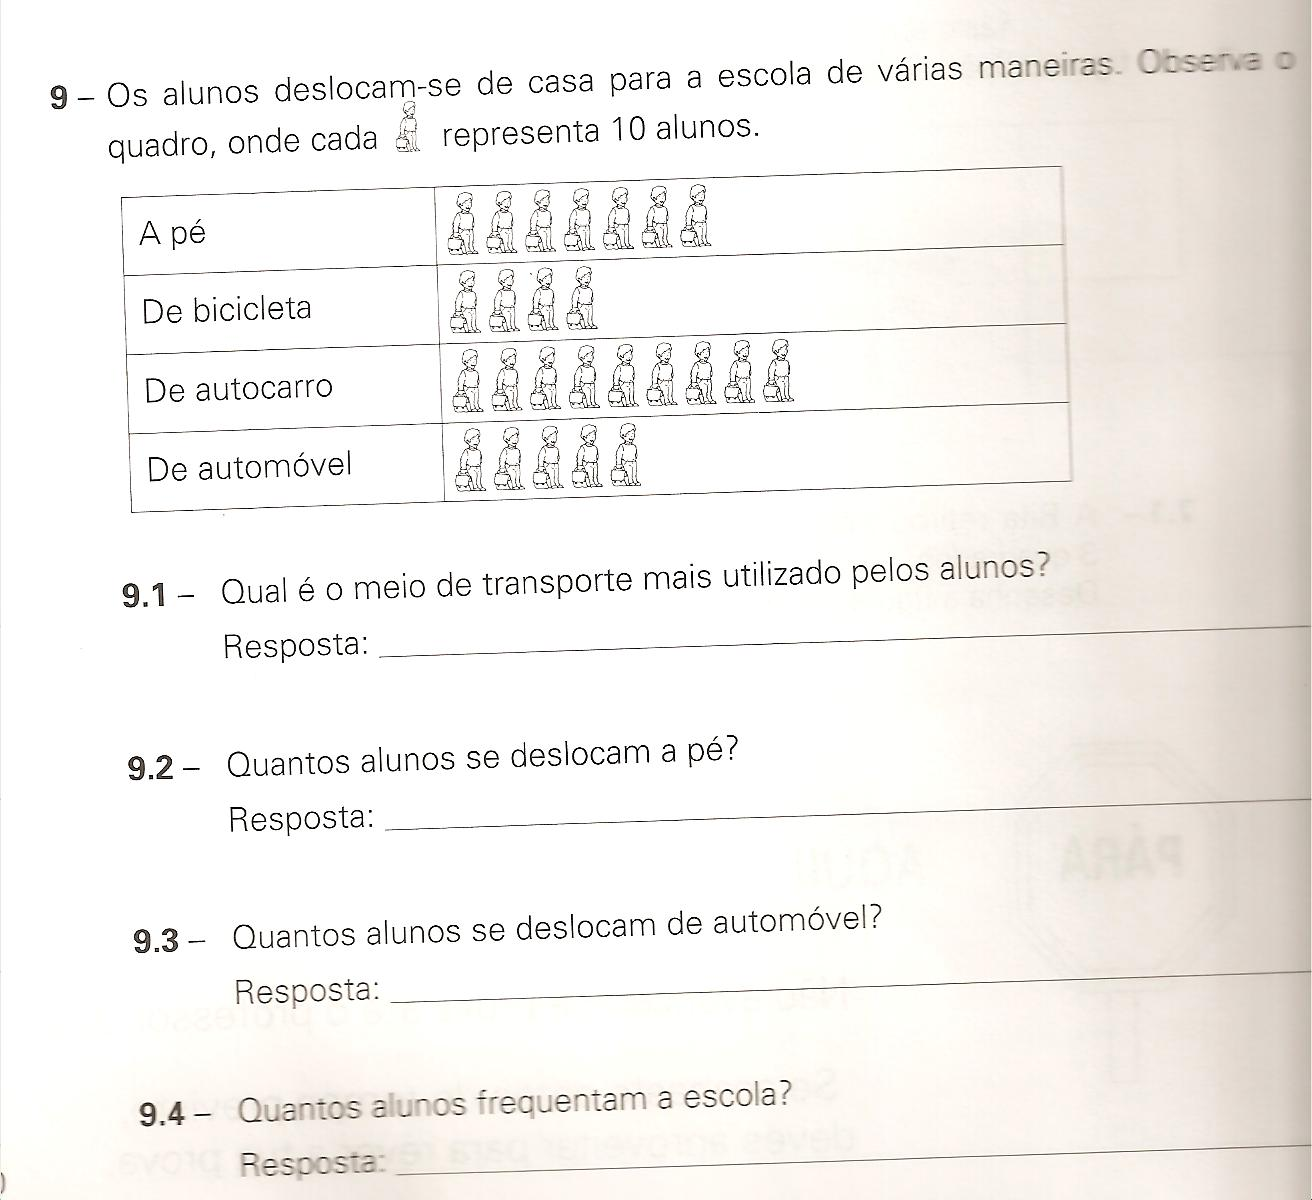 9 – Os alunos deslocam-se de casa para a escola de várias maneiras. Observa o
quadro, onde cada representa 10 alunos.
A pé
De bicicleta
De autocarro
De automóvel
9.1 – Qual é o meio de transporte mais utilizado pelos alunos?
Resposta:
9.2 – Quantos alunos se deslocam a pé?
Resposta:
9.3 – Quantos alunos se deslocam de automóvel?
Resposta:
9.4 – Quantos alunos frequentam a escola?
Resposta: